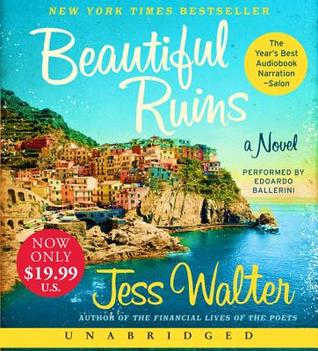 NEW YORK TIMES BESTSELLER
Beautiful
Ruins
The
Year's Best
Audiobook
Narration
—Salon
a Novel
PERFORMED BY
EDOARDO
BALLERINI
NOW
ONLY
$19.99
U.S.
Jess Walter
AUTHOR OF THE FINANCIAL LIVES OF THE POETS
UNABRIDGED